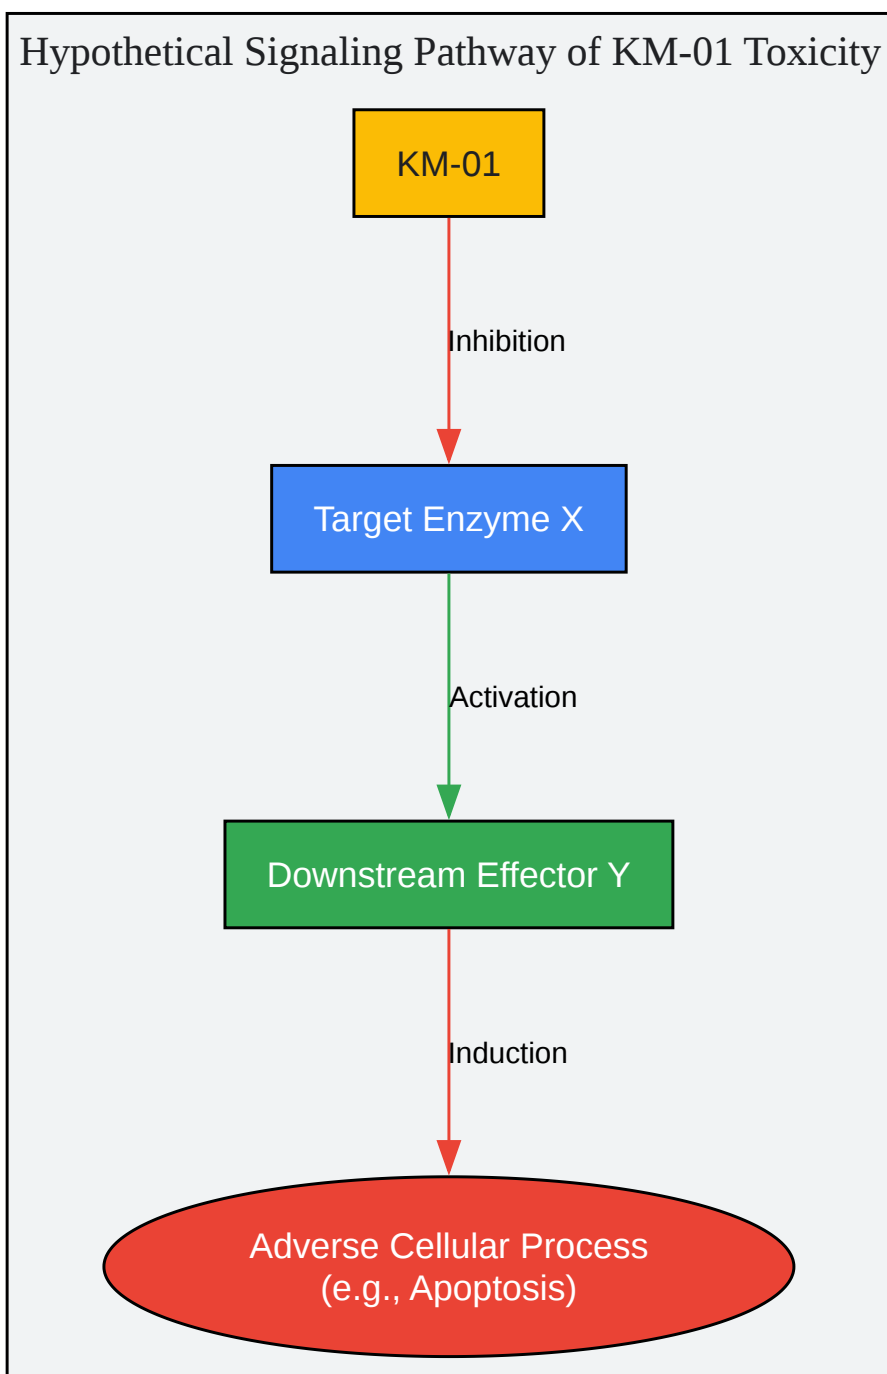 Hypothetical Signaling Pathway of KM-01 Toxicity
KM-01
Inhibition
Target Enzyme X
Activation
Downstream Effector Y
Induction
Adverse Cellular Process
(e.g., Apoptosis)